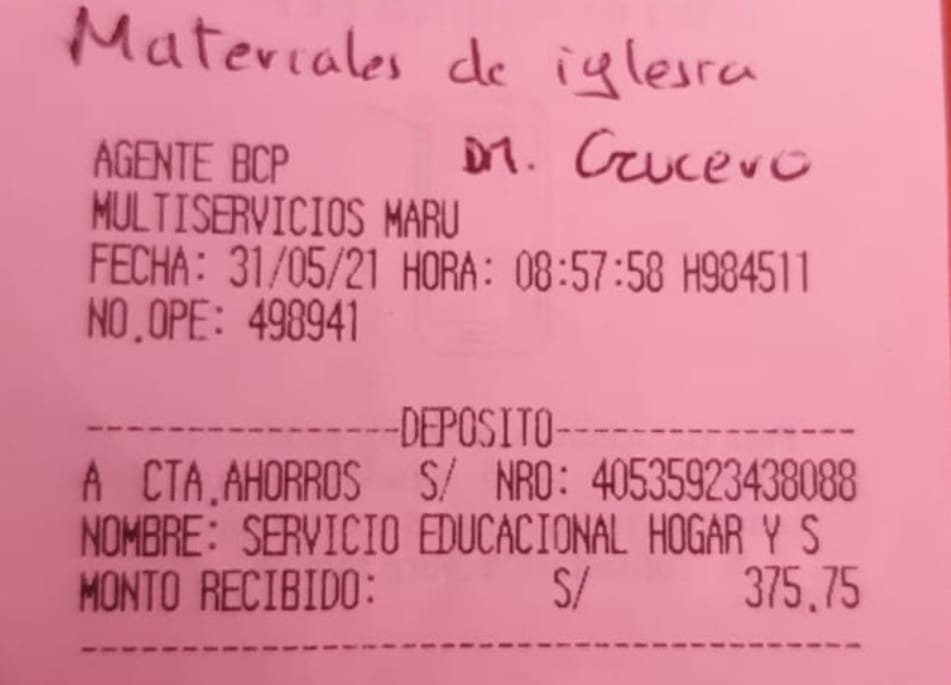 Materiales de iglesia
DM. Crucero
AGENTE BCP
MULTISERVICIOS MARU
FECHA: 31/05/21 HORA: 08:57:58 H984511
NO.OPE: 498941
----------------DEPOSITO----------------
A CTA.AHORROS S/ NRO: 40535923438088
NOMBRE: SERVICIO EDUCACIONAL HOGAR Y S
MONTO RECIBIDO: S/ 375.75
----------------------------------------